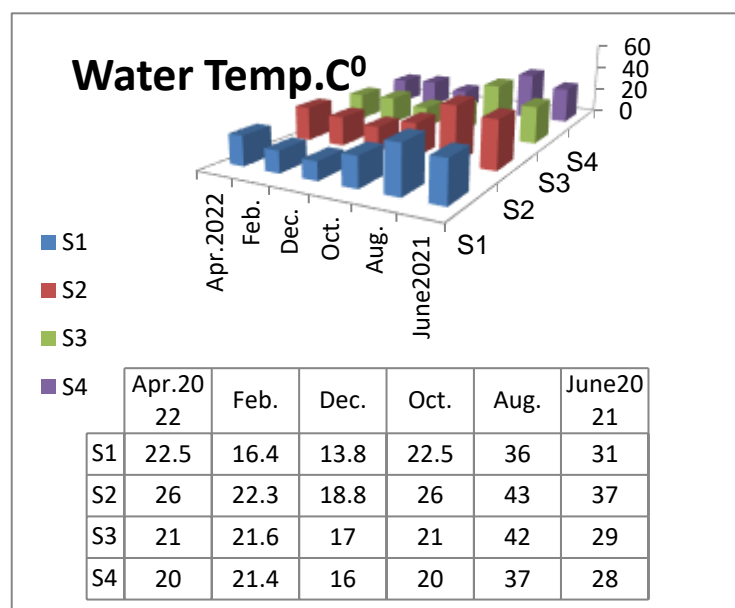 Water Temp.C⁰
60
40
20
0
S4
S3
S2
S1
Apr.2022
Feb.
Dec.
Oct.
Aug.
June2021
S1
S2
S3
S4
Apr.20 22 Feb. Dec. Oct. Aug. June20 21
S1 22.5 16.4 13.8 22.5 36 31
S2 26 22.3 18.8 26 43 37
S3 21 21.6 17 21 42 29
S4 20 21.4 16 20 37 28